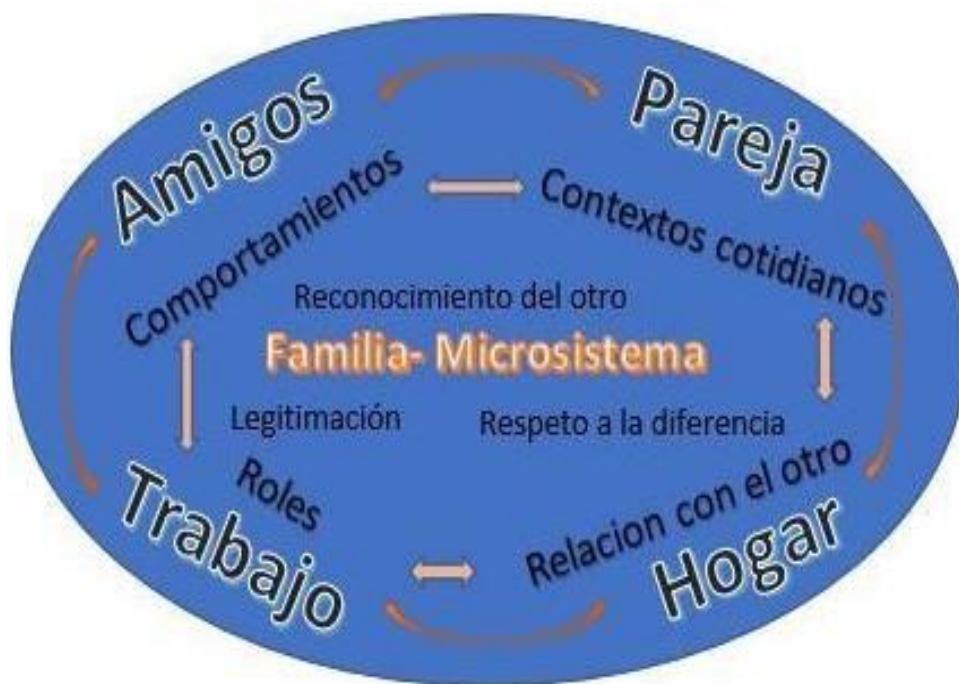 Amigos
Pareja
Comportamientos
Contextos cotidianos
Reconocimiento del otro
Familia- Microsistema
Legitimación
Respeto a la diferencia
Roles
Relacion con el otro
Trabajo
Hogar